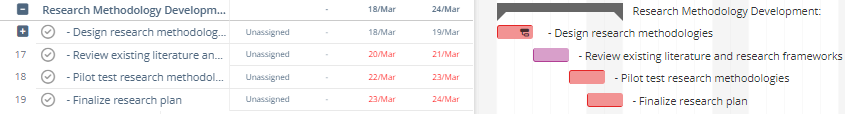 Research Methodology Developm... - 18/Mar 24/Mar Research Methodology Development:
- Design research methodolog... Unassigned - 18/Mar 19/Mar - Design research methodologies
17 - Review existing literature an... Unassigned - 20/Mar 21/Mar - Review existing literature and research frameworks
18 - Pilot test research methodol... Unassigned - 22/Mar 23/Mar - Pilot test research methodologies
19 - Finalize research plan Unassigned - 23/Mar 24/Mar - Finalize research plan